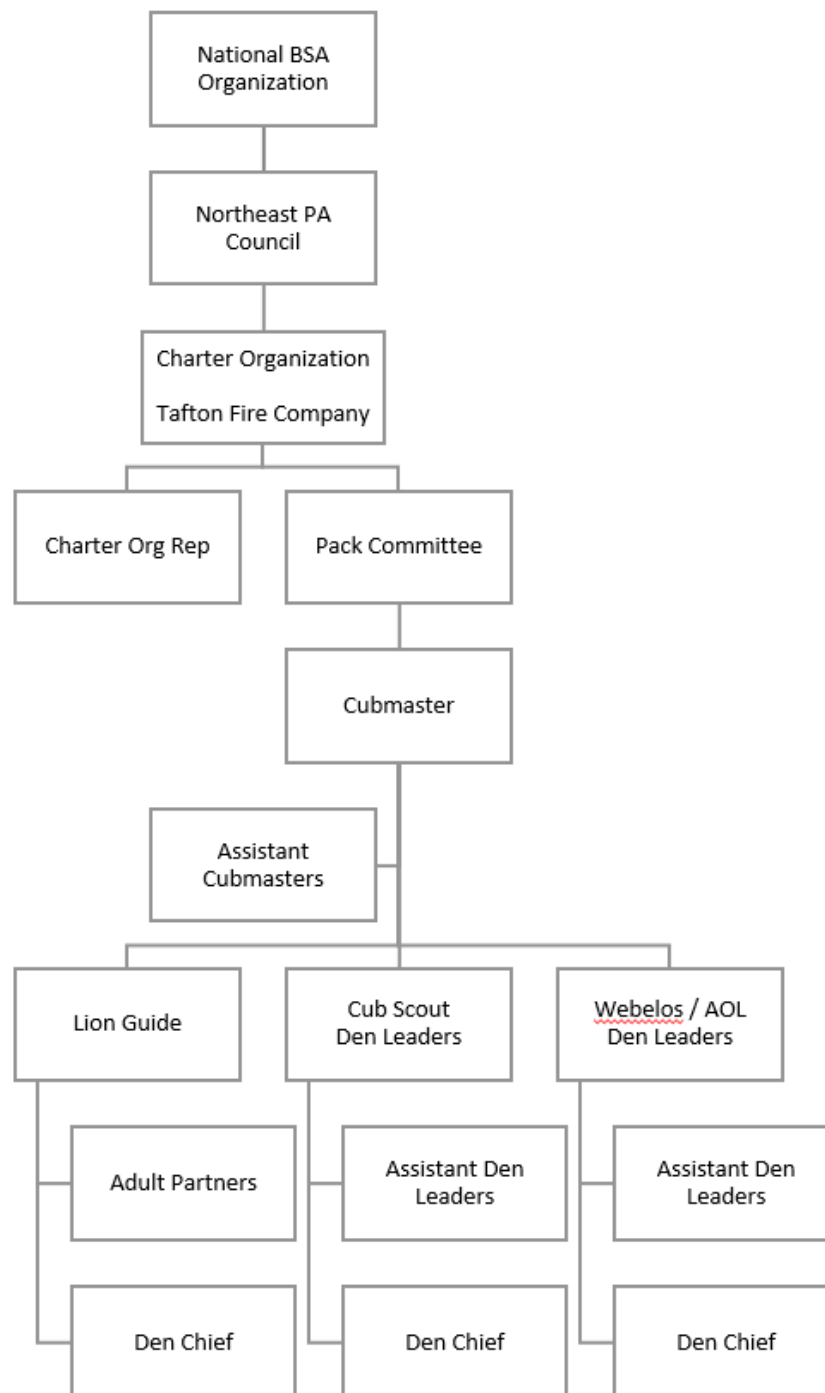 National BSA
Organization
Northeast PA
Council
Charter Organization
Tafton Fire Company
Charter Org Rep
Pack Committee
Cubmaster
Assistant
Cubmasters
Lion Guide
Cub Scout
Den Leaders
Webelos / AOL
Den Leaders
Adult Partners
Assistant Den
Leaders
Assistant Den
Leaders
Den Chief
Den Chief
Den Chief